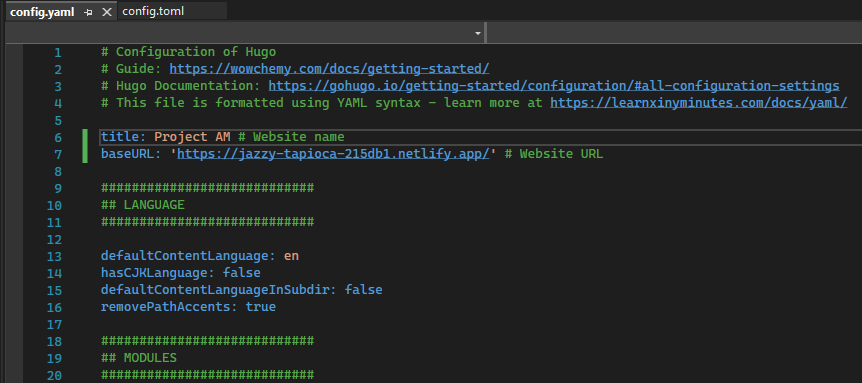 config.yaml
config.toml
1 # Configuration of Hugo
2 # Guide: https://wowchemy.com/docs/getting-started/
3 # Hugo Documentation: https://gohugo.io/getting-started/configuration/#all-configuration-settings
4 # This file is formatted using YAML syntax - learn more at https://learnxinyminutes.com/docs/yaml/
5
6 title: Project AM # Website name
7 baseURL: 'https://jazzy-tapioca-215db1.netlify.app/' # Website URL
8
9 ############################
10 ## LANGUAGE
11 ############################
12
13 defaultContentLanguage: en
14 hasCJKLanguage: false
15 defaultContentLanguageInSubdir: false
16 removePathAccents: true
17
18 ############################
19 ## MODULES
20 ############################